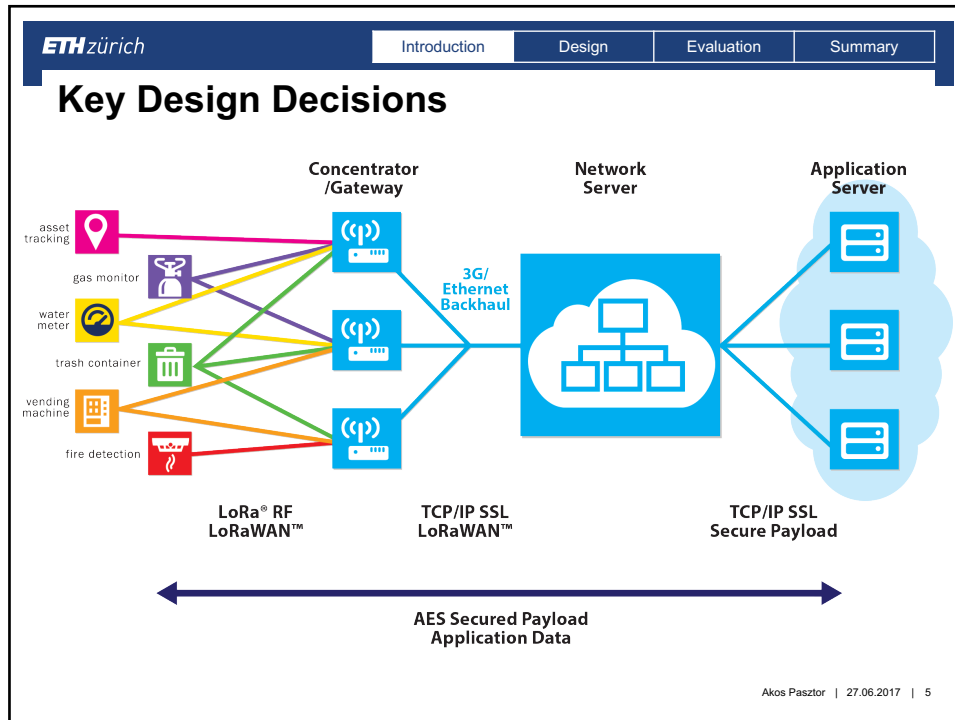 ETH zürich
Introduction
Design
Evaluation
Summary
Key Design Decisions
Concentrator
/Gateway
Network
Server
Application
Server
asset
tracking
gas monitor
water
meter
trash container
vending
machine
fire detection
3G/
Ethernet
Backhaul
LoRa® RF
LoRaWAN™
TCP/IP SSL
LoRaWAN™
TCP/IP SSL
Secure Payload
AES Secured Payload
Application Data
Akos Pasztor | 27.06.2017 | 5